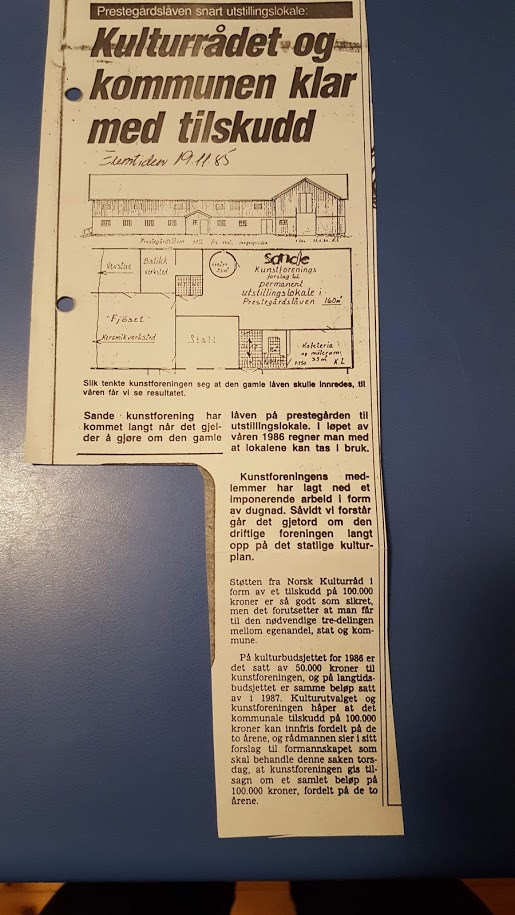 Prestegårdslåven snart utstillingslokale:
Kulturrådet og
kommunen klar
med tilskudd
Fremtiden 19.11.85
Prestegårdslåven sett fra
Vevstue
Batikk
verksted
"Fjøset"
Keramikkverksted
Stall
Sande
Kunstforenings
forslag til
permanent
utstillingslokale i
Prestegårdslåven 160m²
Kafeteria
og møterom
35m²
K.L
Slik tenkte kunstforeningen seg at den gamle låven skulle innredes, til
våren får vi se resultatet.
Sande kunstforening har
kommet langt når det gjel-
der å gjøre om den gamle
låven på prestegården til
utstillingslokale. I løpet av
våren 1986 regner man med
at lokalene kan tas i bruk.
Kunstforeningens med-
lemmer har lagt ned et
imponerende arbeid i form
av dugnad. Såvidt vi forstår
går det gjetord om den
driftige foreningen langt
opp på det statlige kultur-
plan.
Støtten fra Norsk Kulturråd i
form av et tilskudd på 100.000
kroner er så godt som sikret,
men det forutsetter at man får
til den nødvendige tre-delingen
mellom egenandel, stat og kom-
mune.
På kulturbudsjettet for 1986 er
det satt av 50.000 kroner til
kunstforeningen, og på langtids-
budsjettet er samme beløp satt
av i 1987. Kulturutvalget og
kunstforeningen håper at det
kommunale tilskudd på 100.000
kroner kan innfris fordelt på de
to årene, og rådmannen sier i sitt
forslag til formannskapet som
skal behandle denne saken tors-
dag, at kunstforeningen gis til-
sagn om et samlet beløp på
100.000 kroner, fordelt på de to
årene.